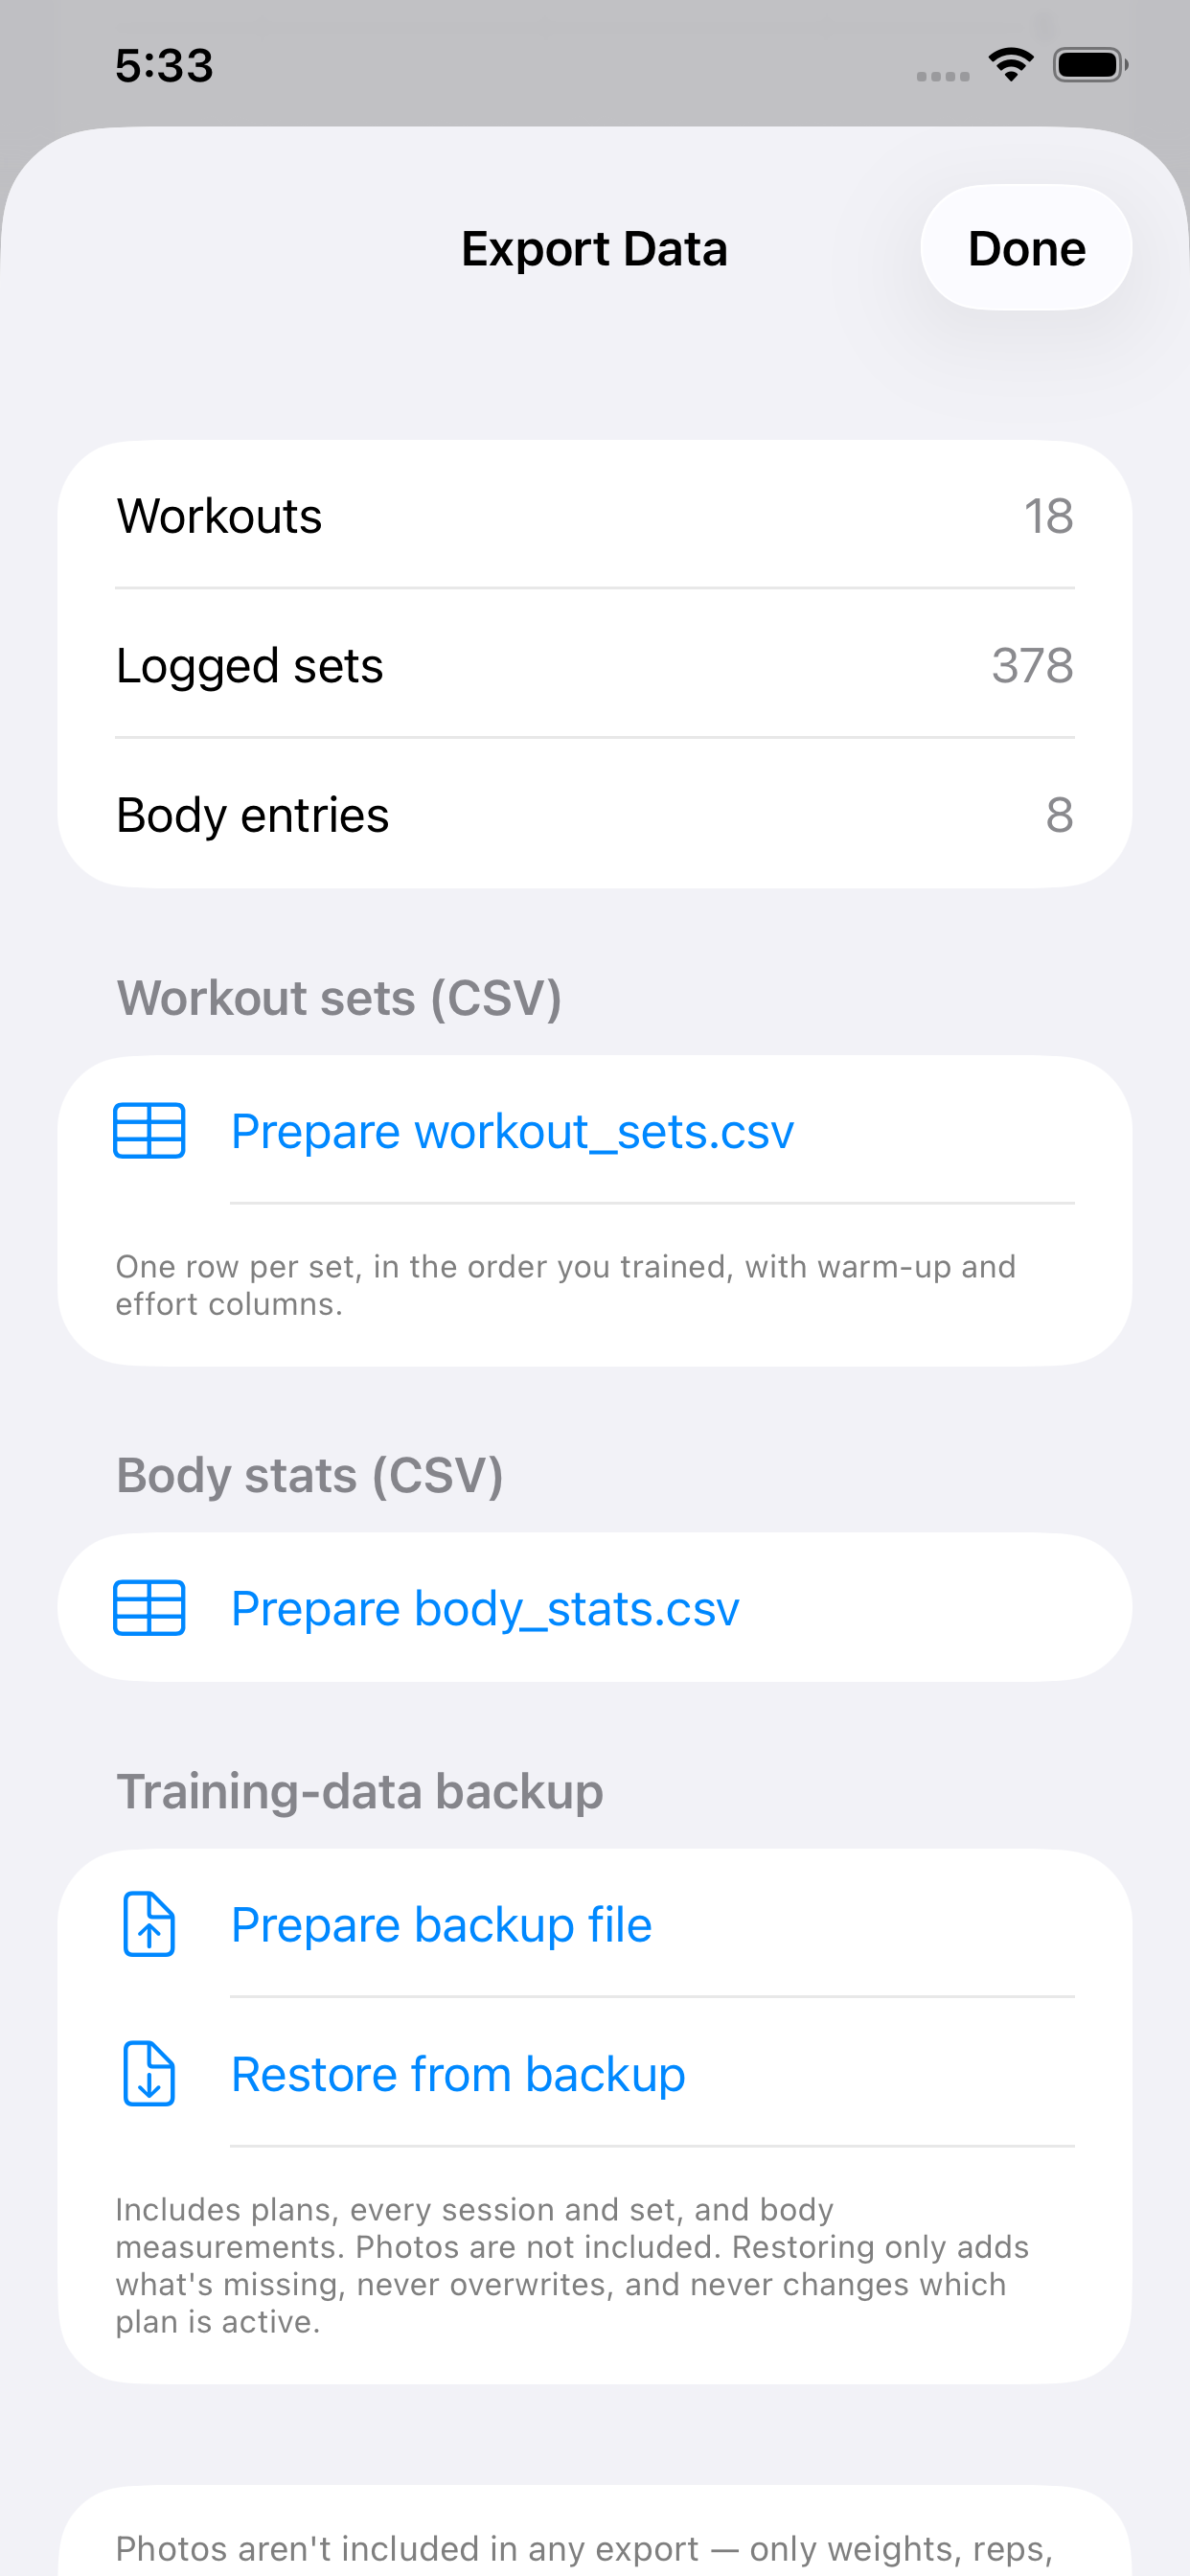 5:33
Export Data
Done
Workouts 18
Logged sets 378
Body entries 8
Workout sets (CSV)
Prepare workout_sets.csv
One row per set, in the order you trained, with warm-up and
effort columns.
Body stats (CSV)
Prepare body_stats.csv
Training-data backup
Prepare backup file
Restore from backup
Includes plans, every session and set, and body
measurements. Photos are not included. Restoring only adds
what's missing, never overwrites, and never changes which
plan is active.
Photos aren't included in any export — only weights, reps,